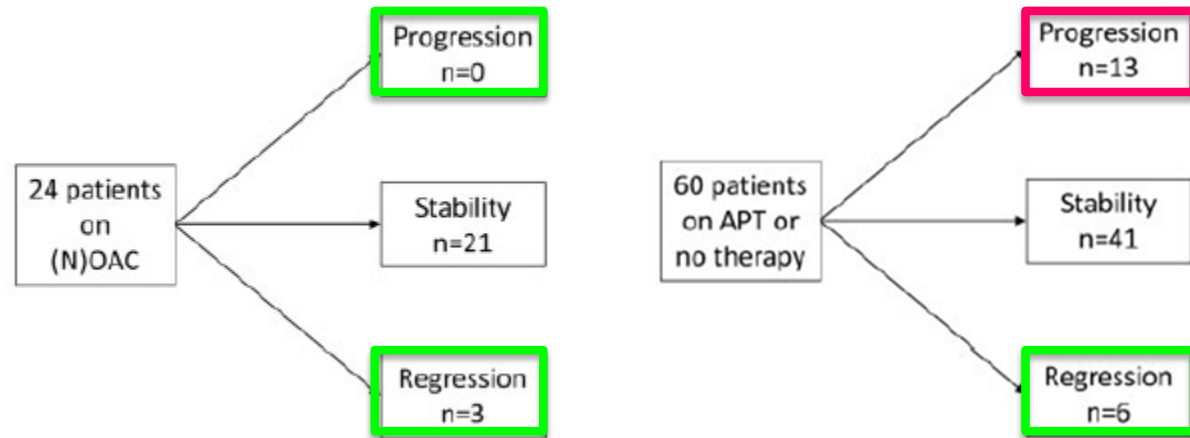 Progression
n=0
24 patients
on
(N)OAC
Stability
n=21
Regression
n=3
Progression
n=13
60 patients
on APT or
no therapy
Stability
n=41
Regression
n=6